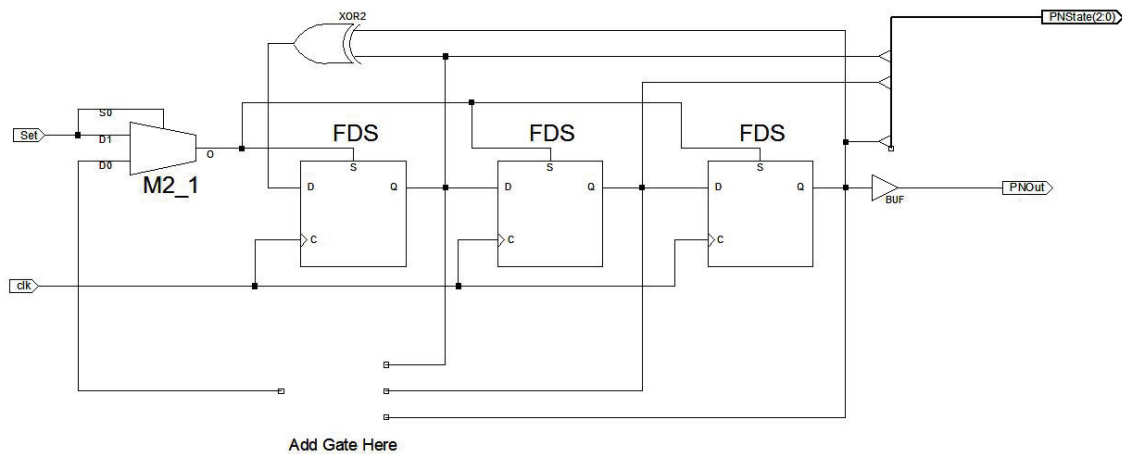 PNState(2:0)
XOR2
S0
Set
D1
D0
O
M2_1
FDS
FDS
FDS
S
S
S
D
Q
D
Q
D
Q
C
C
C
BUF
PNOut
clk
Add Gate Here